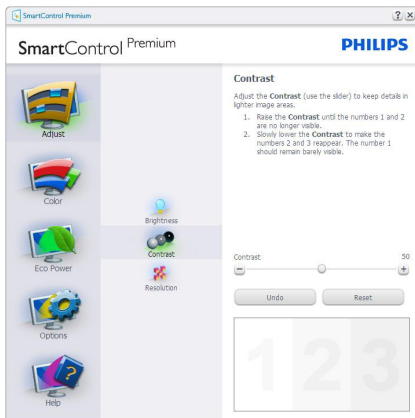 SmartControl Premium
SmartControl Premium
PHILIPS
Adjust
Color
Eco Power
Options
Help
Brightness
Contrast
Resolution
Contrast
Adjust the Contrast (use the slider) to keep details in
lighter image areas.
1. Raise the Contrast until the numbers 1 and 2
are no longer visible.
2. Slowly lower the Contrast to make the
numbers 2 and 3 reappear. The number 1
should remain barely visible.
Contrast 50
Undo Reset
1 2 3